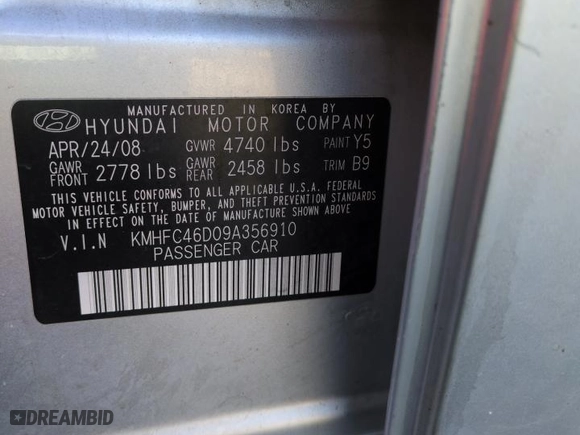 MANUFACTURED IN KOREA BY
HYUNDAI MOTOR COMPANY
APR/24/08 GVWR 4740 lbs PAINT Y5
GAWR FRONT 2778 lbs GAWR REAR 2458 lbs TRIM B9
THIS VEHICLE CONFORMS TO ALL APPLICABLE U.S.A. FEDERAL
MOTOR VEHICLE SAFETY, BUMPER, AND THEFT PREVENTION STANDARDS
IN EFFECT ON THE DATE OF MANUFACTURE SHOWN ABOVE.
V.I.N KMHFC46D09A356910
PASSENGER CAR
DREAMBID